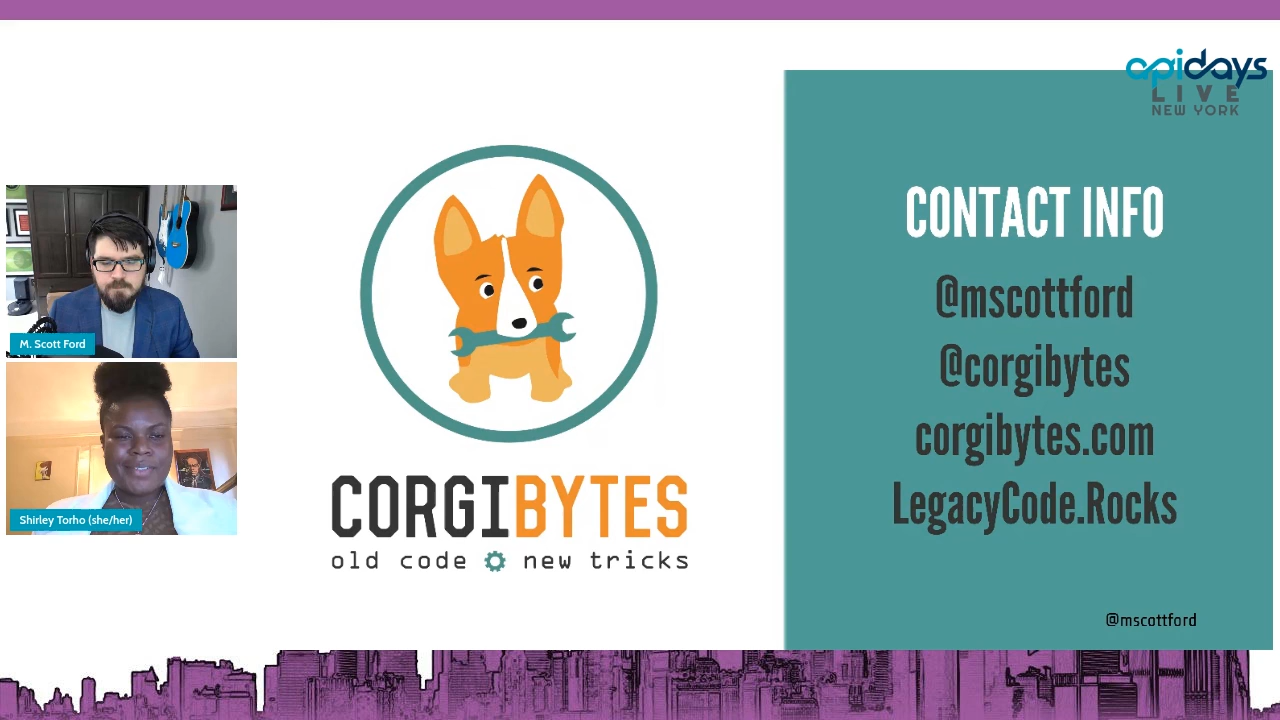 apidays
LIVE
NEW YORK
M. Scott Ford
Shirley Torho (she/her)
CORGIBYTES
old code new tricks
CONTACT INFO
@mscottford
@corgibytes
corgibytes.com
LegacyCode.Rocks
@mscottford